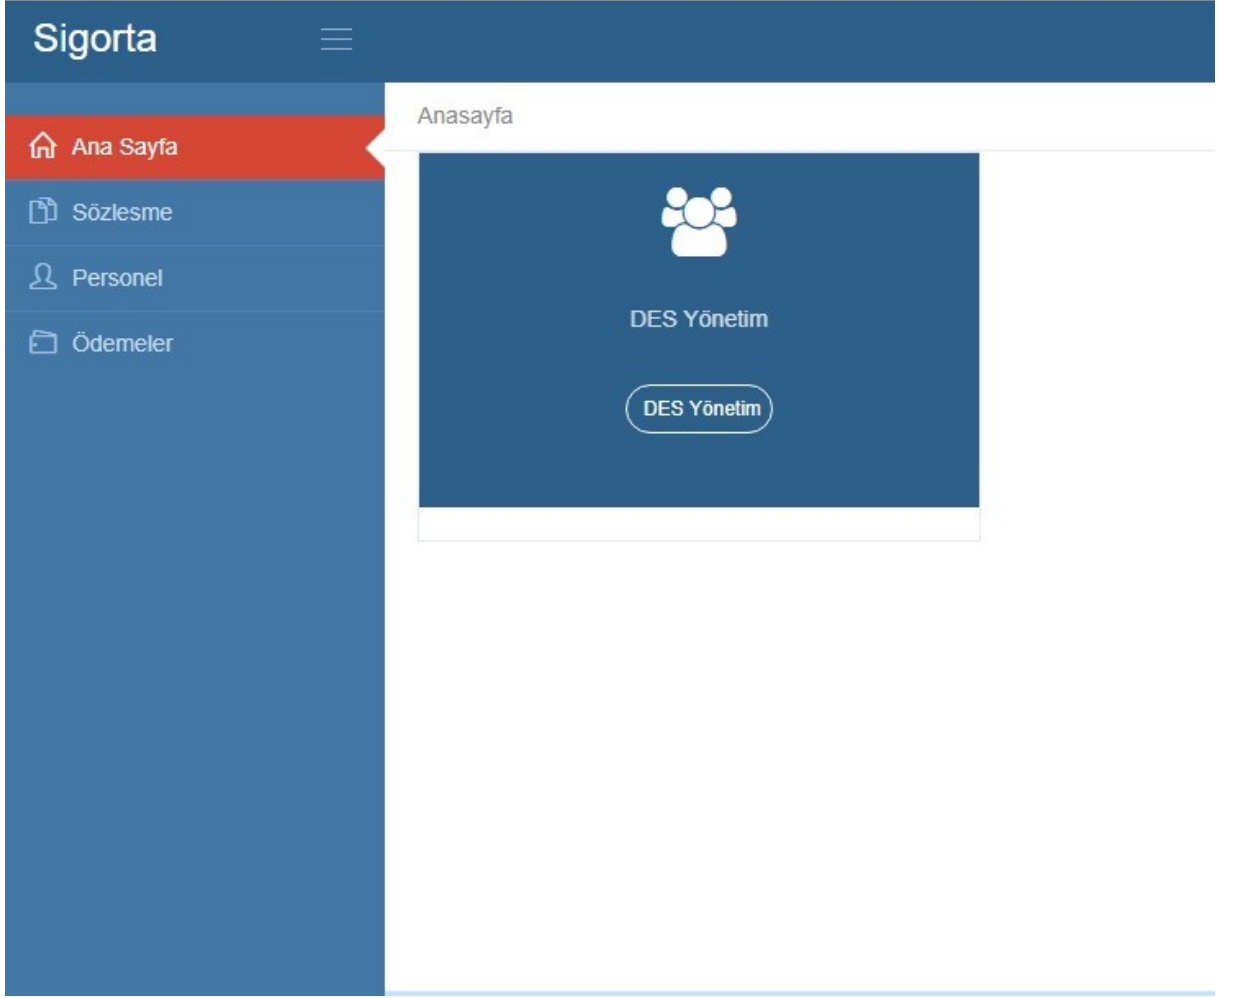 Sigorta
Anasayfa
Ana Sayfa
Sözlesme
Personel
Ödemeler
DES Yönetim
DES Yönetim